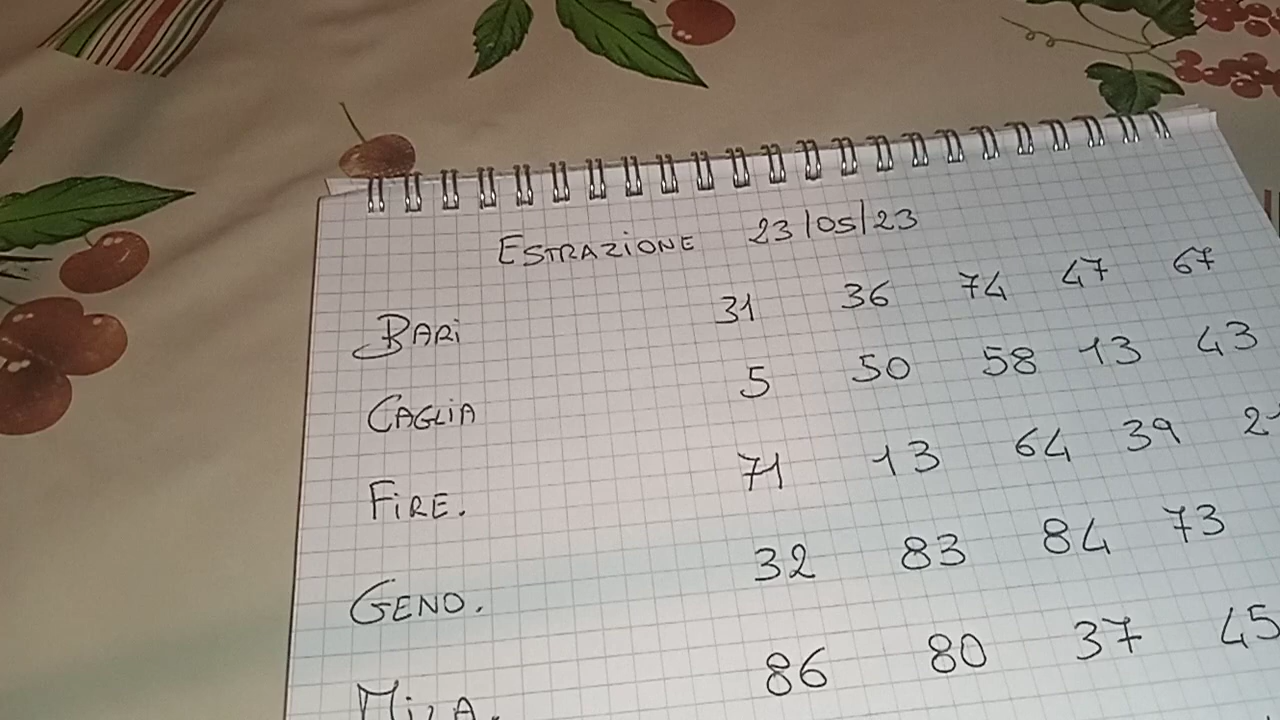 ESTRAZIONE 23/05/23
BARI 31 36 74 47 67
CAGLIA 5 50 58 13 43
FIRE. 71 13 64 39
GENO. 32 83 84 73
MILA. 86 80 37 45